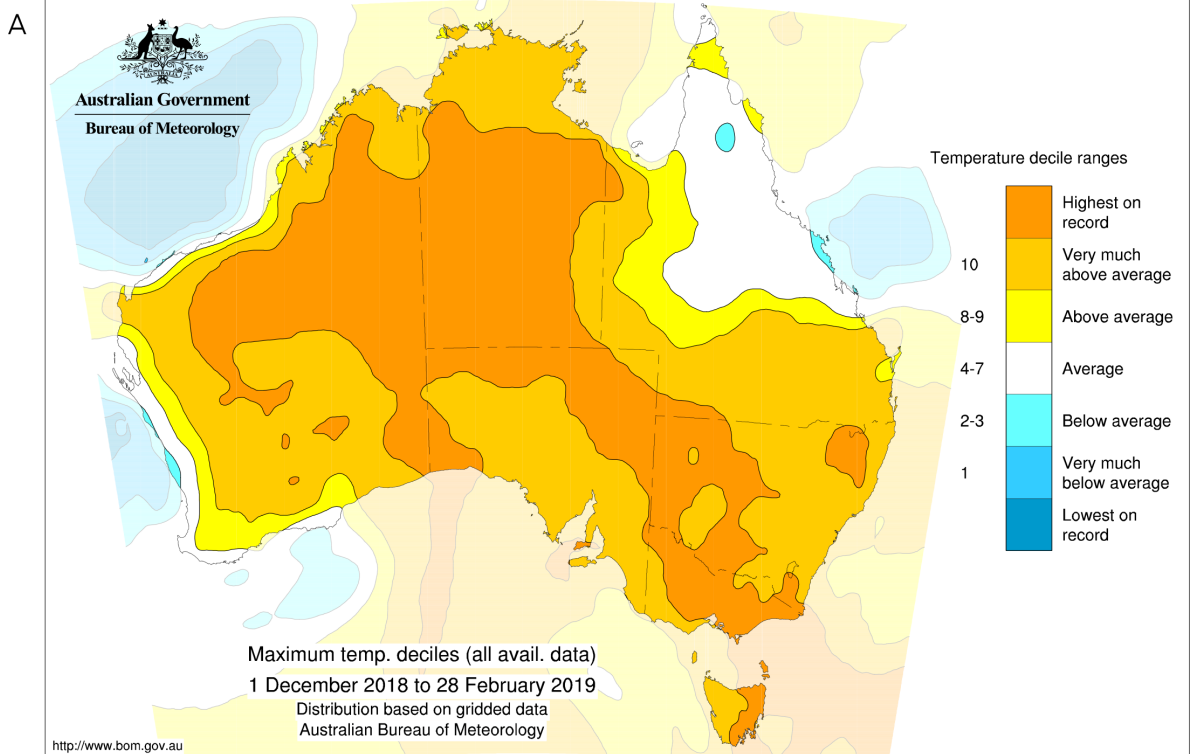 A
AUSTRALIA
Australian Government
Bureau of Meteorology
Temperature decile ranges
Highest on
record
10
Very much
above average
8-9
Above average
4-7
Average
2-3
Below average
1
Very much
below average
Lowest on
record
Maximum temp. deciles (all avail. data)
1 December 2018 to 28 February 2019
Distribution based on gridded data
Australian Bureau of Meteorology
http://www.bom.gov.au